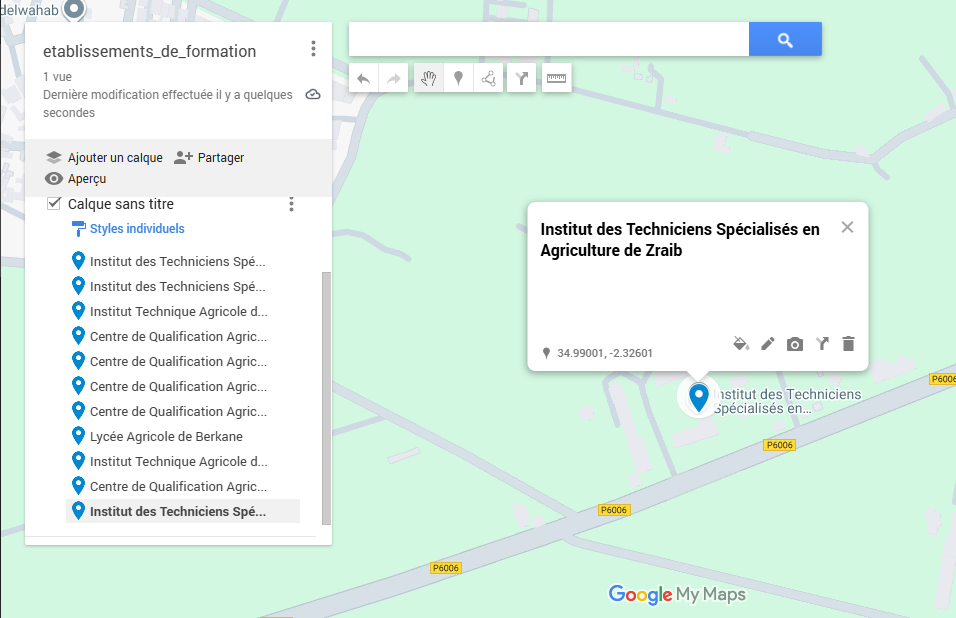 delwahab
etablissements_de_formation
1 vue
Dernière modification effectuée il y a quelques
secondes
Ajouter un calque
Partager
Aperçu
Calque sans titre
Styles individuels
Institut des Techniciens Spé...
Institut des Techniciens Spé...
Institut Technique Agricole d...
Centre de Qualification Agric...
Centre de Qualification Agric...
Centre de Qualification Agric...
Centre de Qualification Agric...
Lycée Agricole de Berkane
Institut Technique Agricole d...
Centre de Qualification Agric...
Institut des Techniciens Spé...
Institut des Techniciens Spécialisés en
Agriculture de Zraib
34.99001, -2.32601
Institut des Techniciens
Spécialisés en...
P6006
P6006
P6006
P6006
Google My Maps